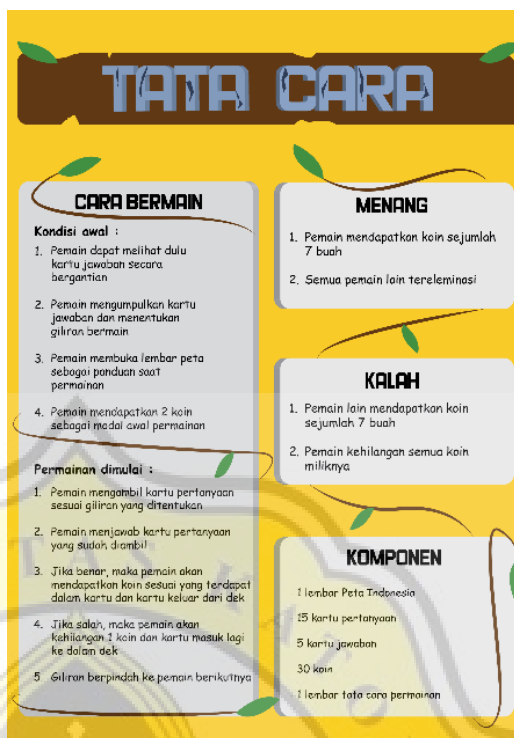 TATA CARA
CARA BERMAIN
Kondisi awal :
1. Pemain dapat melihat dulu
kartu jawaban secara
bergantian
2. Pemain mengumpulkan kartu
jawaban dan menentukan
giliran bermain
3. Pemain membuka lembar peta
sebagai panduan saat
permainan
4. Pemain mendapatkan 2 koin
sebagai modal awal permainan
Permainan dimulai :
1. Pemain mengambil kartu pertanyaan
sesuai giliran yang ditentukan
2. Pemain menjawab kartu pertanyaan
yang sudah diambil
3. Jika benar, maka pemain akan
mendapatkan koin sesuai yang terdapat
dalam kartu dan kartu keluar dari dek
4. Jika salah, maka pemain akan
kehilangan 1 koin dan kartu masuk lagi
ke dalam dek
5 Giliran berpindah ke pemain berikutnya
MENANG
1. Pemain mendapatkan koin sejumlah
7 buah
2. Semua pemain lain tereleminasi
KALAH
1. Pemain lain mendapatkan koin
sejumlah 7 buah
2. Pemain kehilangan semua koin
miliknya
KOMPONEN
1 lembar Peta Indonesia
15 kartu pertanyaan
5 kartu jawaban
30 koin
1 lembar tata cara permainan